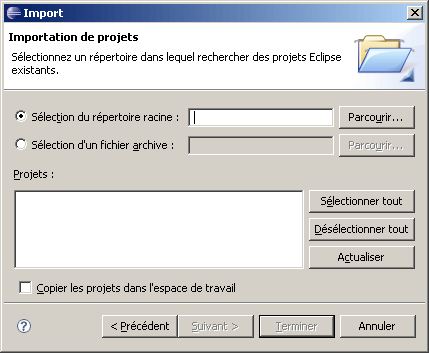 Import
Importation de projets
Sélectionnez un répertoire dans lequel rechercher des projets Eclipse
existants.
Sélection du répertoire racine : Parcourir...
Sélection d'un fichier archive : Parcourir...
Projets :
Sélectionner tout
Désélectionner tout
Actualiser
Copier les projets dans l'espace de travail
? < Précédent Suivant > Terminer Annuler